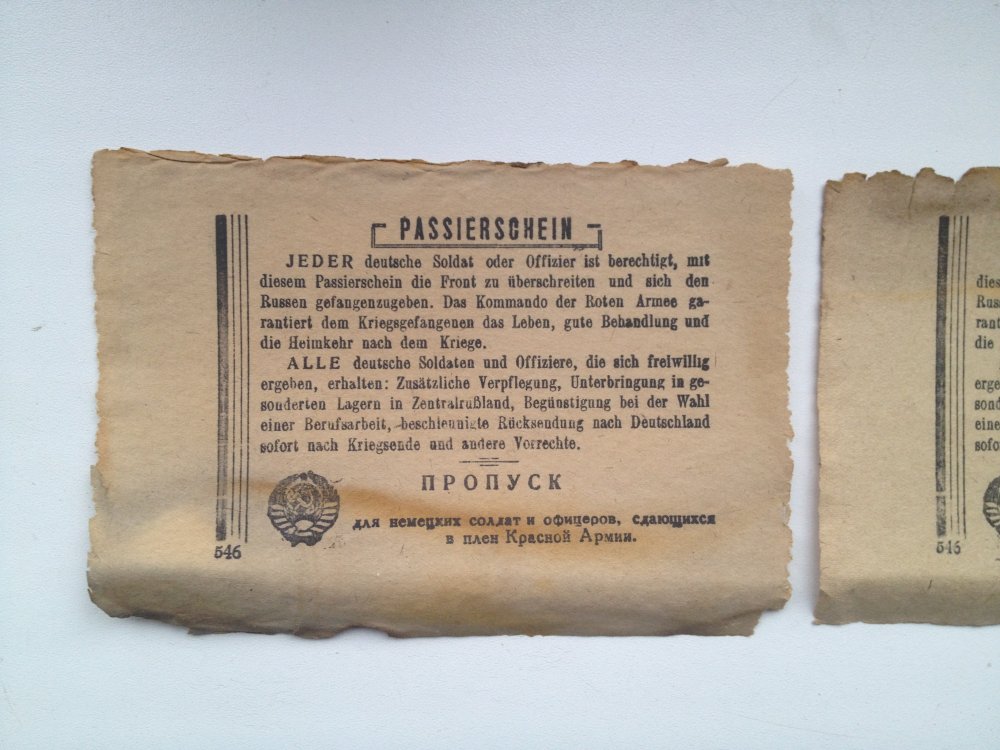 PASSIERSCHEIN
JEDER deutsche Soldat oder Offizier ist berechtigt, mit
diesem Passierschein die Front zu überschreiten und sich den
Russen gefangenzugeben. Das Kommando der Roten Armee ga-
rantiert dem Kriegsgefangenen das Leben, gute Behandlung und
die Heimkehr nach dem Kriege.
ALLE deutsche Soldaten und Offiziere, die sich freiwillig
ergeben, erhalten: Zusätzliche Verpflegung, Unterbringung in ge-
sonderten Lagern in Zentralrußland, Begünstigung bei der Wahl
einer Berufsarbeit, beschleunigte Rücksendung nach Deutschland
sofort nach Kriegsende und andere Vorrechte.
ПРОПУСК
для немецких солдат и офицеров, сдающихся
в плен Красной Армии.
546
dies
Russ
rant
die
erge
sond
eine
sofo
546